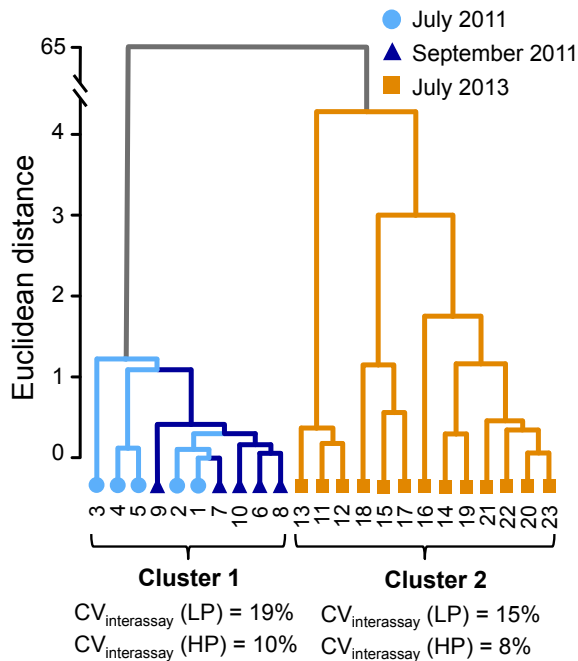 July 2011
September 2011
July 2013
Euclidean distance
65
4
3
2
1
0
3 4 5 9 2 1 7 10 6 8 13 11 12 18 15 17 16 14 19 21 22 20 23
Cluster 1 Cluster 2
CVinterassay (LP) = 19% CVinterassay (LP) = 15%
CVinterassay (HP) = 10% CVinterassay (HP) = 8%